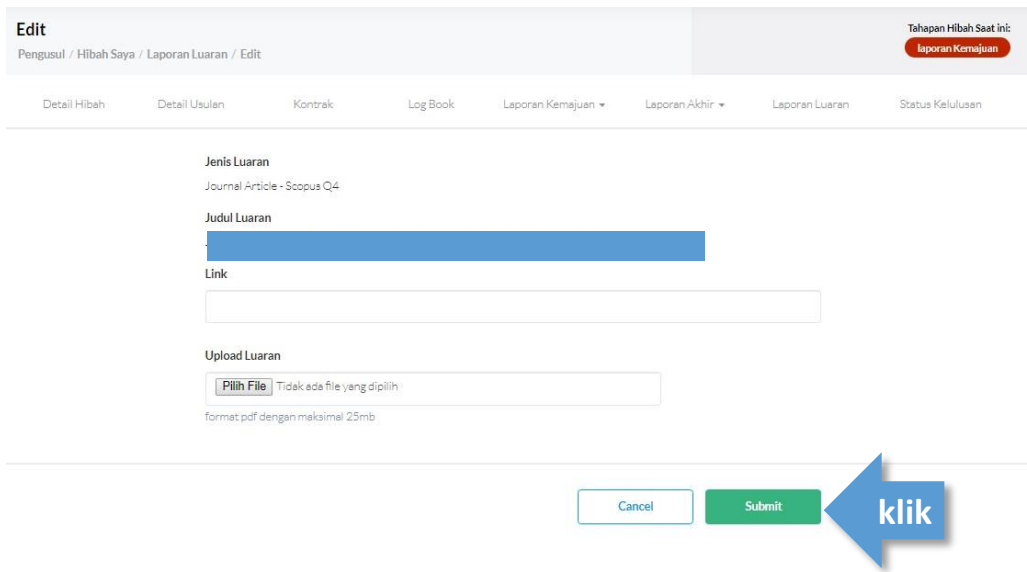 Edit
Tahapan Hibah Saat ini:
Pengusul / Hibah Saya / Laporan Luaran / Edit
laporan Kemajuan
Detail Hibah Detail Usulan Kontrak Log Book Laporan Kemajuan Laporan Akhir Laporan Luaran Status Kelulusan
Jenis Luaran
Journal Article - Scopus Q4
Judul Luaran
Link
Upload Luaran
Pilih File Tidak ada file yang dipilih
format pdf dengan maksimal 25mb
Cancel Submit klik